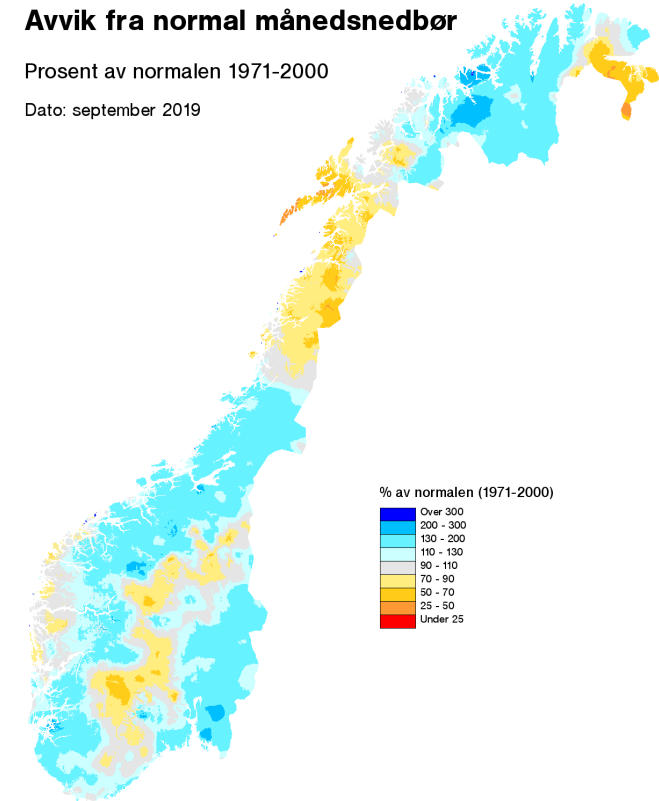 Avvik fra normal månedsnedbør
Prosent av normalen 1971-2000
Dato: september 2019
% av normalen (1971-2000)
Over 300
200 - 300
130 - 200
110 - 130
90 - 110
70 - 90
50 - 70
25 - 50
Under 25